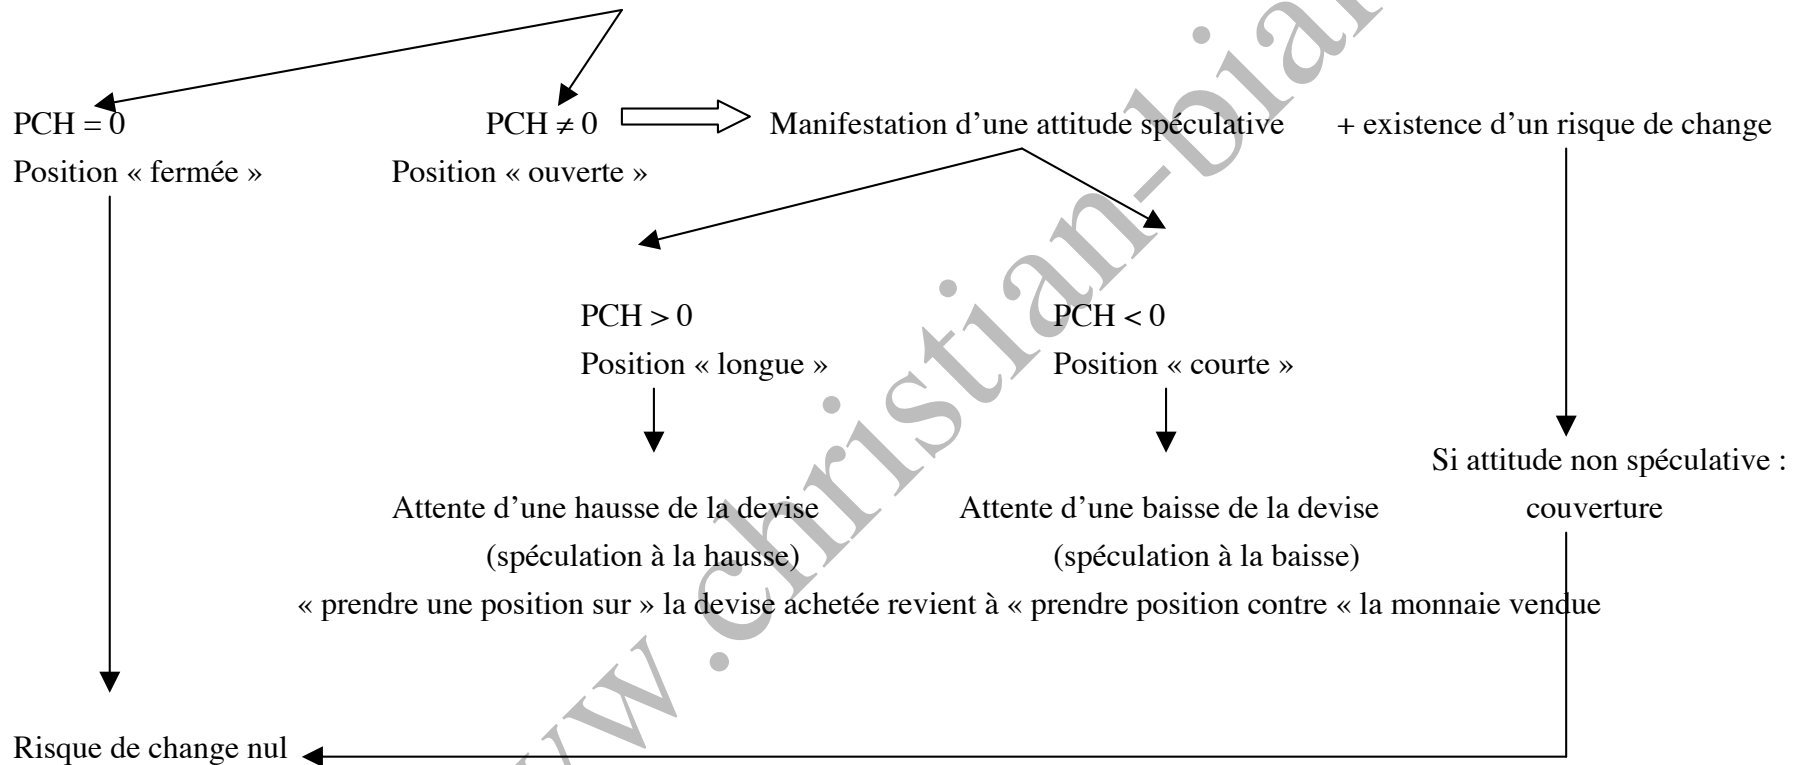 PCH = 0
PCH ≠ 0
Manifestation d’une attitude spéculative
+ existence d’un risque de change
Position « fermée »
Position « ouverte »
PCH > 0
PCH < 0
Position « longue »
Position « courte »
Si attitude non spéculative :
couverture
Attente d’une hausse de la devise
(spéculation à la hausse)
Attente d’une baisse de la devise
(spéculation à la baisse)
« prendre une position sur » la devise achetée revient à « prendre position contre « la monnaie vendue
Risque de change nul